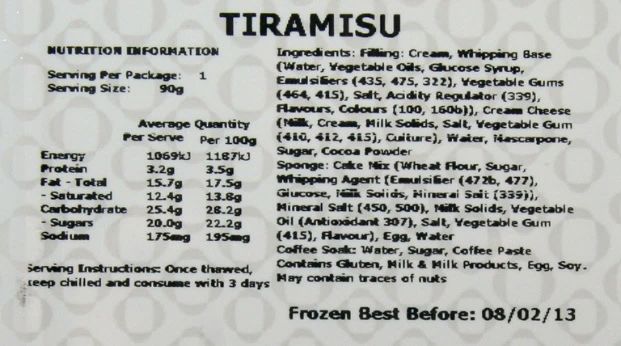 TIRAMISU
NUTRITION INFORMATION
Serving Per Package: 1
Serving Size: 90g
Average Quantity
Per Serve Per 100g
Energy 1069kJ 1187kJ
Protein 3.2g 3.5g
Fat - Total 15.7g 17.5g
- Saturated 12.4g 13.8g
Carbohydrate 25.4g 28.2g
- Sugars 20.0g 22.2g
Sodium 175mg 195mg
Serving Instructions: Once thawed,
keep chilled and consume with 3 days
Ingredients: Filling: Cream, Whipping Base
(Water, Vegetable Oils, Glucose Syrup,
Emulsifiers (435, 475, 322), Vegetable Gums
(464, 415), Salt, Acidity Regulator (339),
Flavours, Colours (100, 160b)), Cream Cheese
(Milk, Cream, Milk Solids, Salt, Vegetable Gum
(410, 412, 415), Culture), Water, Mascarpone,
Sugar, Cocoa Powder
Sponge: Cake Mix (Wheat Flour, Sugar,
Whipping Agent (Emulsifier (472b, 477),
Glucose, Milk Solids, Mineral Salt (339)),
Mineral Salt (450, 500), Milk Solids, Vegetable
Oil (Antioxidant 307), Salt, Vegetable Gum
(415), Flavour), Egg, Water
Coffee Soak: Water, Sugar, Coffee Paste
Contains Gluten, Milk & Milk Products, Egg, Soy.
May contain traces of nuts
Frozen Best Before: 08/02/13